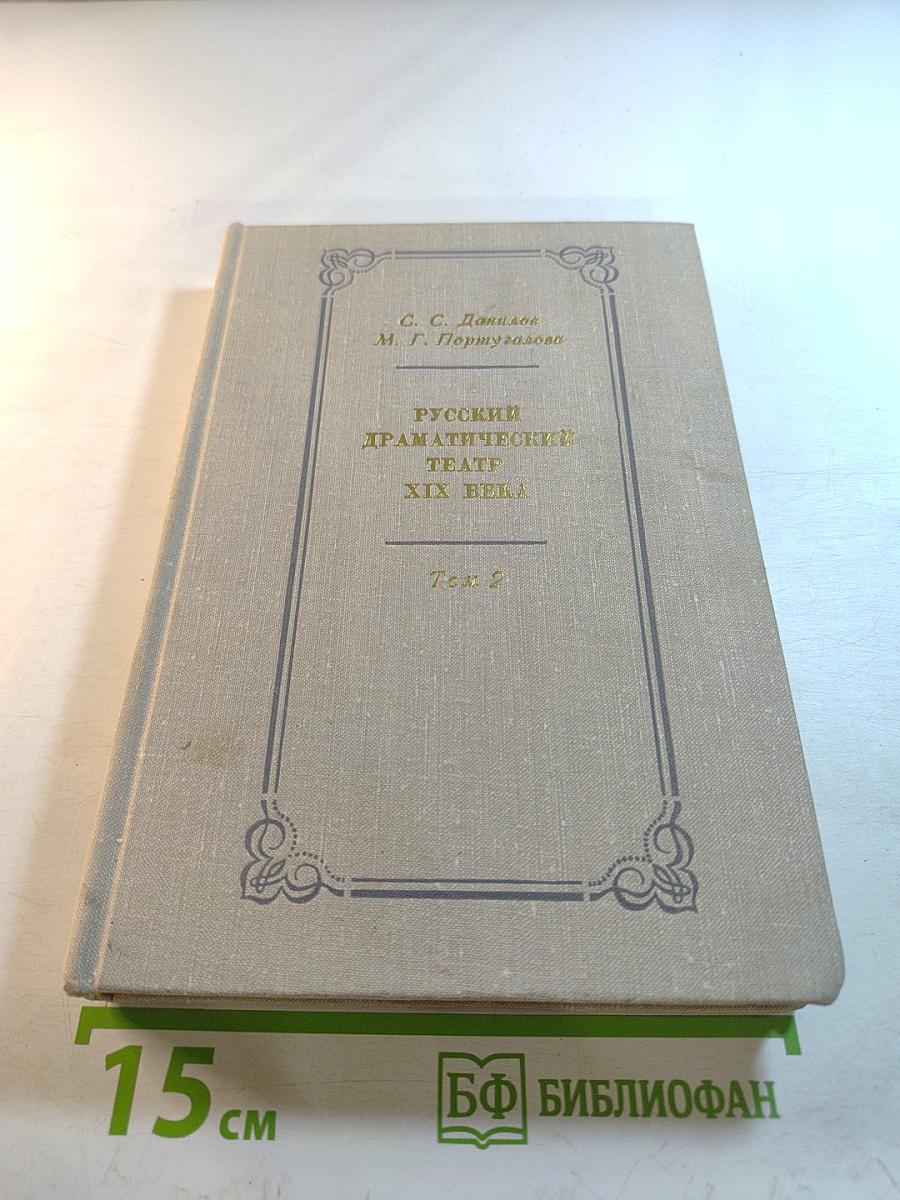 С. С. Данилов
М. Г. Португалова
РУССКИЙ
ДРАМАТИЧЕСКИЙ
ТЕАТР
XIX ВЕКА
Том 2
15 см
БФ БИБЛИОФАН